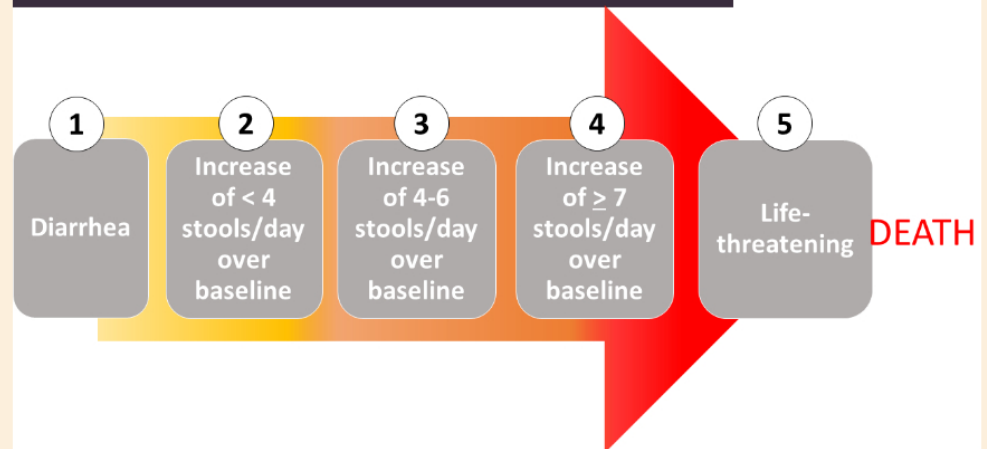 1
Diarrhea
2
Increase
of < 4
stools/day
over
baseline
3
Increase
of 4-6
stools/day
over
baseline
4
Increase
of ≥ 7
stools/day
over
baseline
5
Life-
threatening
DEATH